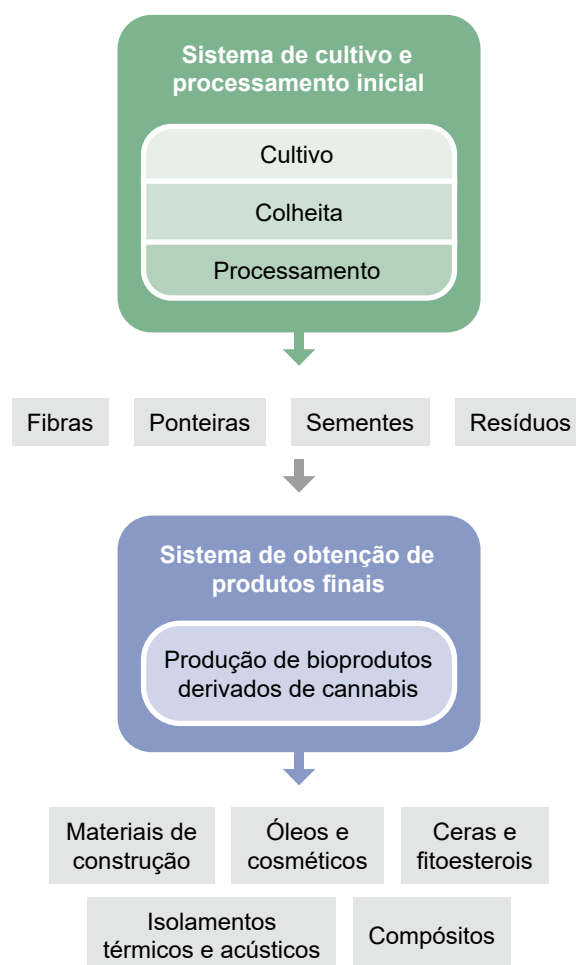 Sistema de cultivo e
processamento inicial
Cultivo
Colheita
Processamento
Fibras
Ponteiras
Sementes
Resíduos
Sistema de obtenção de
produtos finais
Produção de bioprodutos
derivados de cannabis
Materiais de
construção
Óleos e
cosméticos
Ceras e
fitoesterois
Isolamentos
térmicos e acústicos
Compósitos